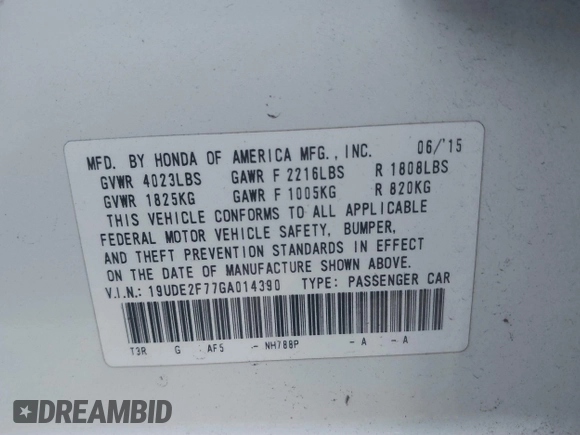 MFD. BY HONDA OF AMERICA MFG., INC. 06/'15
GVWR 4023LBS GAWR F 2216LBS R 1808LBS
GVWR 1825KG GAWR F 1005KG R 820KG
THIS VEHICLE CONFORMS TO ALL APPLICABLE
FEDERAL MOTOR VEHICLE SAFETY, BUMPER,
AND THEFT PREVENTION STANDARDS IN EFFECT
ON THE DATE OF MANUFACTURE SHOWN ABOVE.
V.I.N.: 19UDE2F77GA014390 TYPE: PASSENGER CAR
T3R G AF5 - NH788P - A - A
DREAMBID